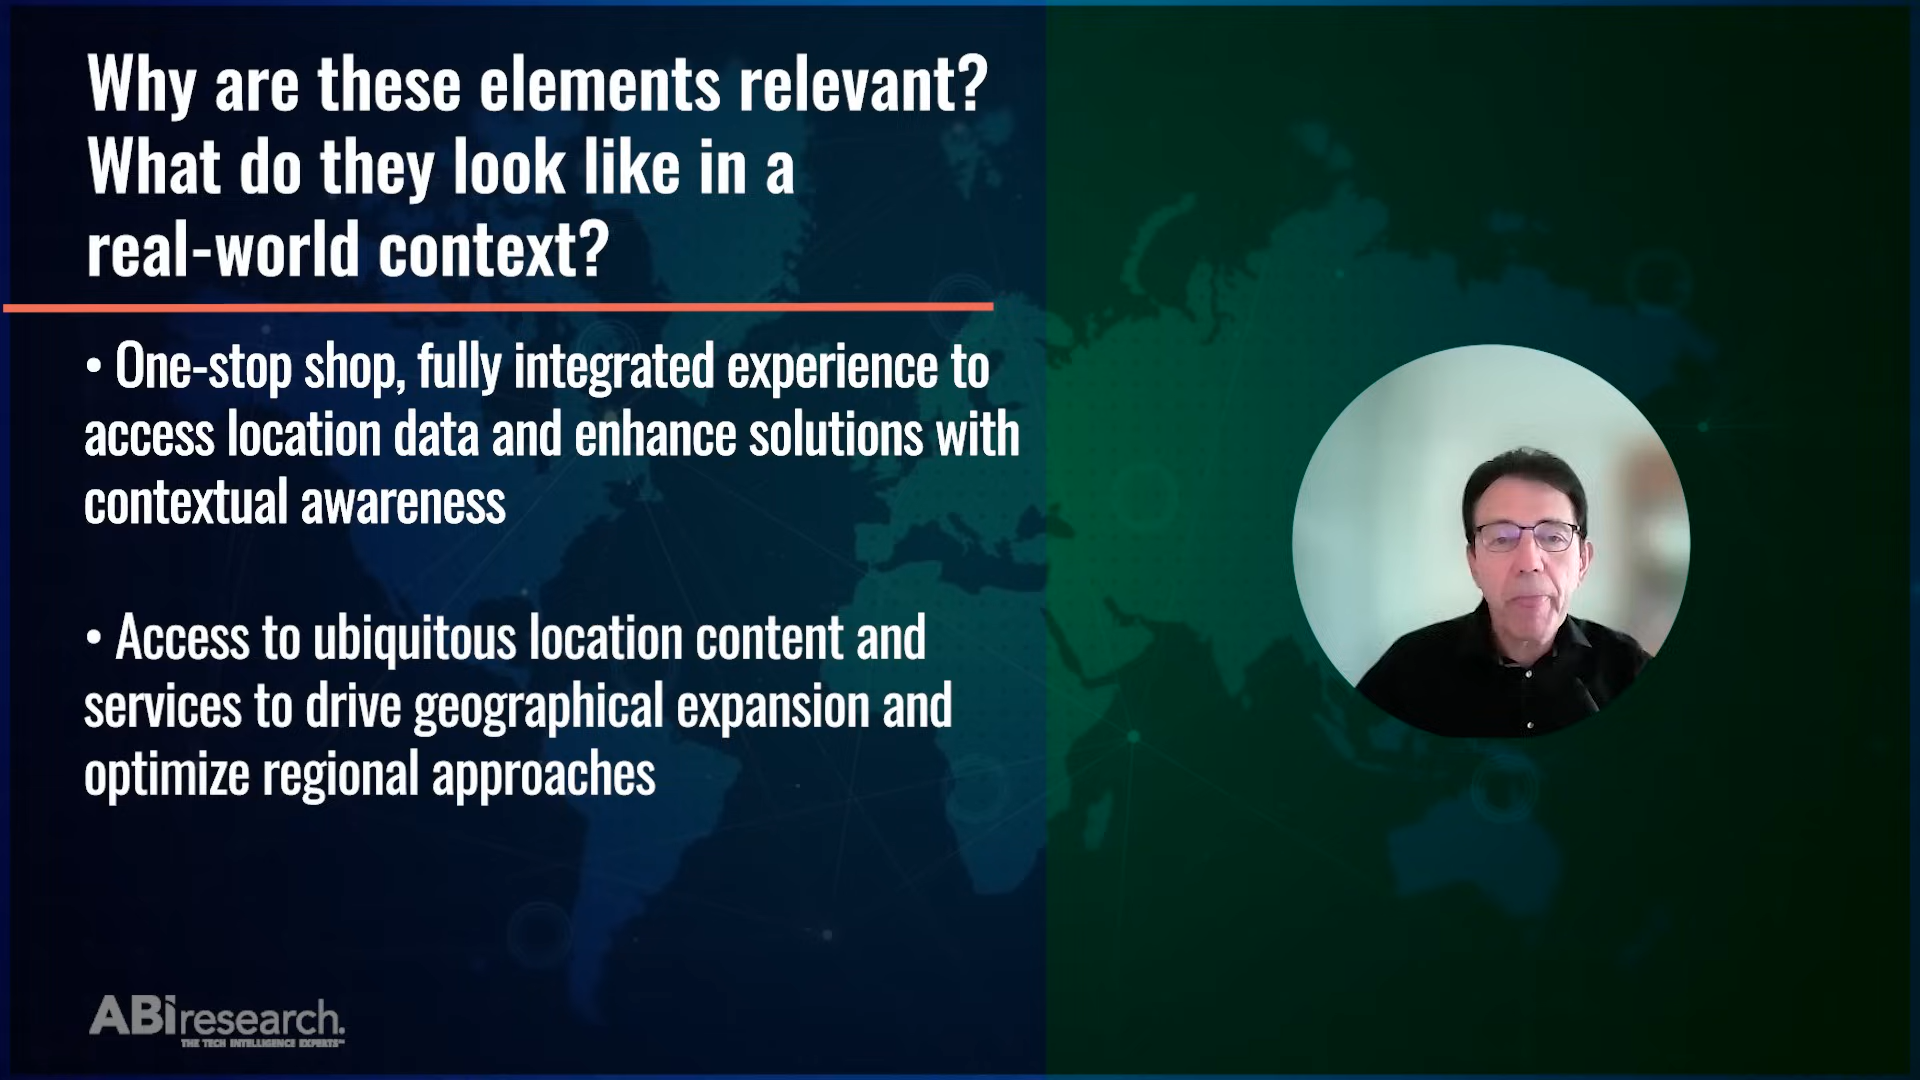 Why are these elements relevant?
What do they look like in a
real-world context?
• One-stop shop, fully integrated experience to
access location data and enhance solutions with
contextual awareness
• Access to ubiquitous location content and
services to drive geographical expansion and
optimize regional approaches
ABiresearch.
THE TECH INTELLIGENCE EXPERTS℠